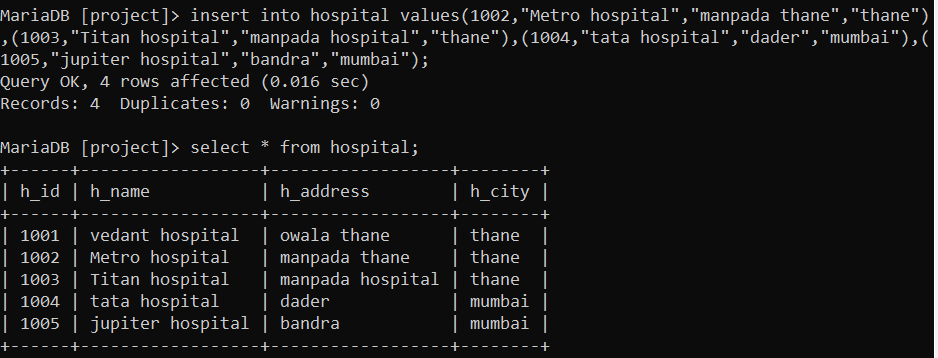 MariaDB [project]> insert into hospital values(1002,"Metro hospital","manpada thane","thane")
,(1003,"Titan hospital","manpada hospital","thane"),(1004,"tata hospital","dader","mumbai"),(
1005,"jupiter hospital","bandra","mumbai");
Query OK, 4 rows affected (0.016 sec)
Records: 4  Duplicates: 0  Warnings: 0

MariaDB [project]> select * from hospital;
+------+------------------+------------------+--------+
| h_id | h_name           | h_address        | h_city |
+------+------------------+------------------+--------+
| 1001 | vedant hospital  | owala thane      | thane  |
| 1002 | Metro hospital   | manpada thane    | thane  |
| 1003 | Titan hospital   | manpada hospital | thane  |
| 1004 | tata hospital    | dader            | mumbai |
| 1005 | jupiter hospital | bandra           | mumbai |
+------+------------------+------------------+--------+